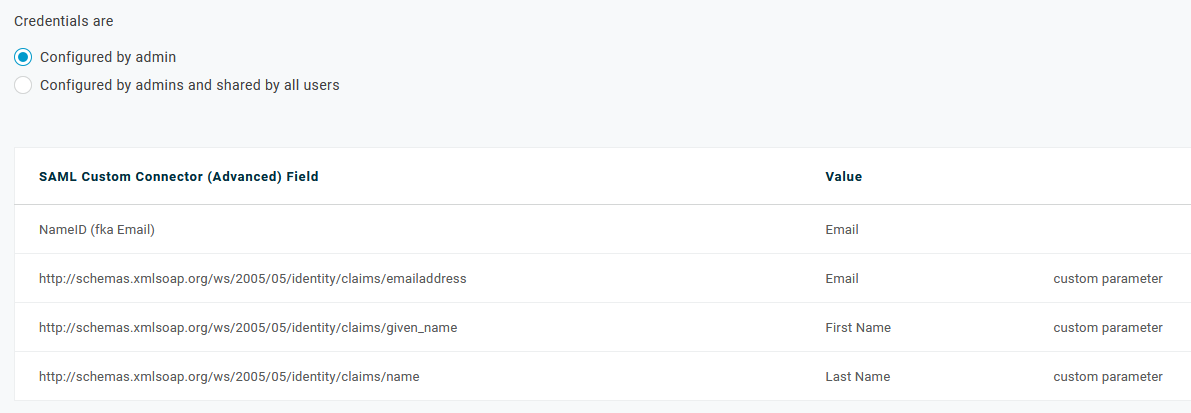 Credentials are
Configured by admin
Configured by admins and shared by all users
SAML Custom Connector (Advanced) Field Value
NameID (fka Email) Email
http://schemas.xmlsoap.org/ws/2005/05/identity/claims/emailaddress Email custom parameter
http://schemas.xmlsoap.org/ws/2005/05/identity/claims/given_name First Name custom parameter
http://schemas.xmlsoap.org/ws/2005/05/identity/claims/name Last Name custom parameter